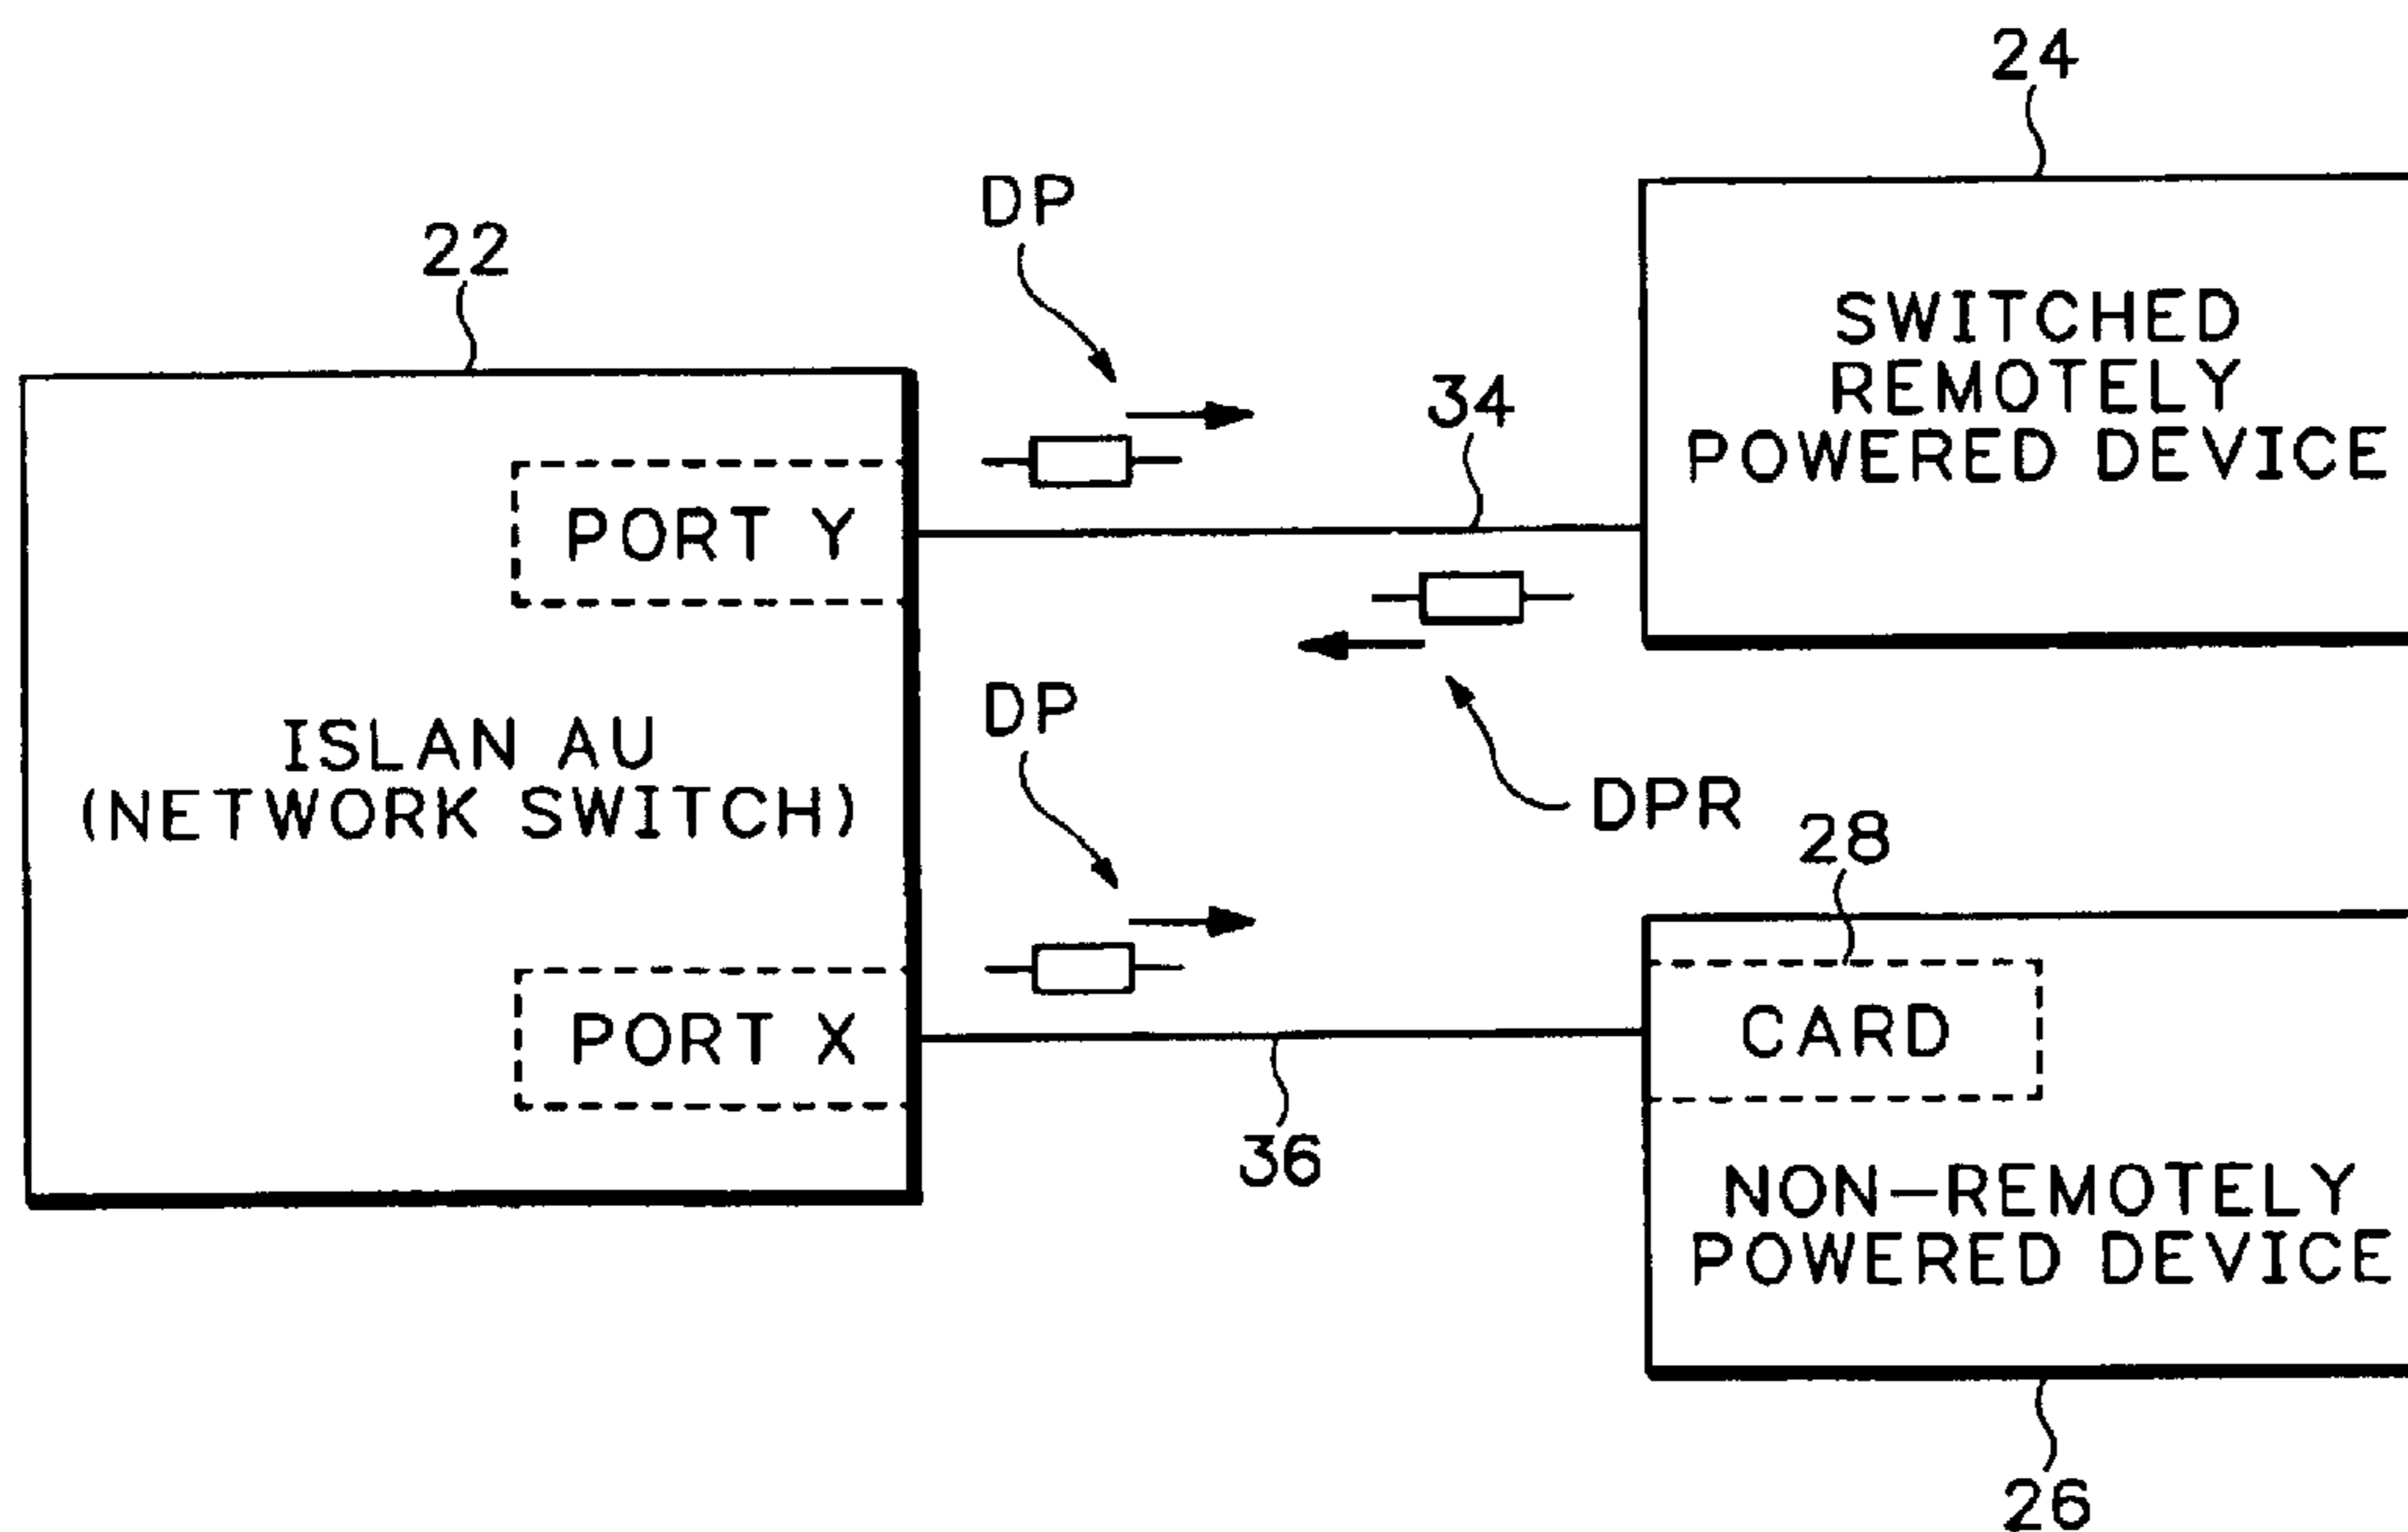 24
DP
22
SWITCHED
REMOTELY
POWERED DEVICE
34
PORT Y
DP
ISLAN AU
(NETWORK SWITCH)
DPR
28
PORT X
CARD
36
NON-REMOTELY
POWERED DEVICE
26